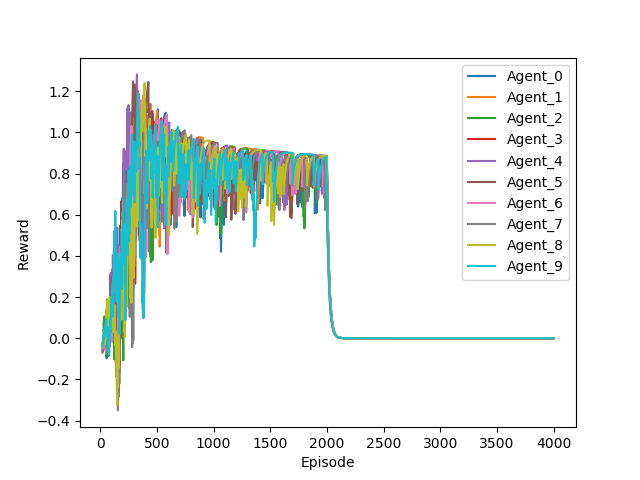 1.2
1.0
0.8
0.6
0.4
0.2
0.0
−0.2
−0.4
Reward
0
500
1000
1500
2000
2500
3000
3500
4000
Episode
Agent_0
Agent_1
Agent_2
Agent_3
Agent_4
Agent_5
Agent_6
Agent_7
Agent_8
Agent_9